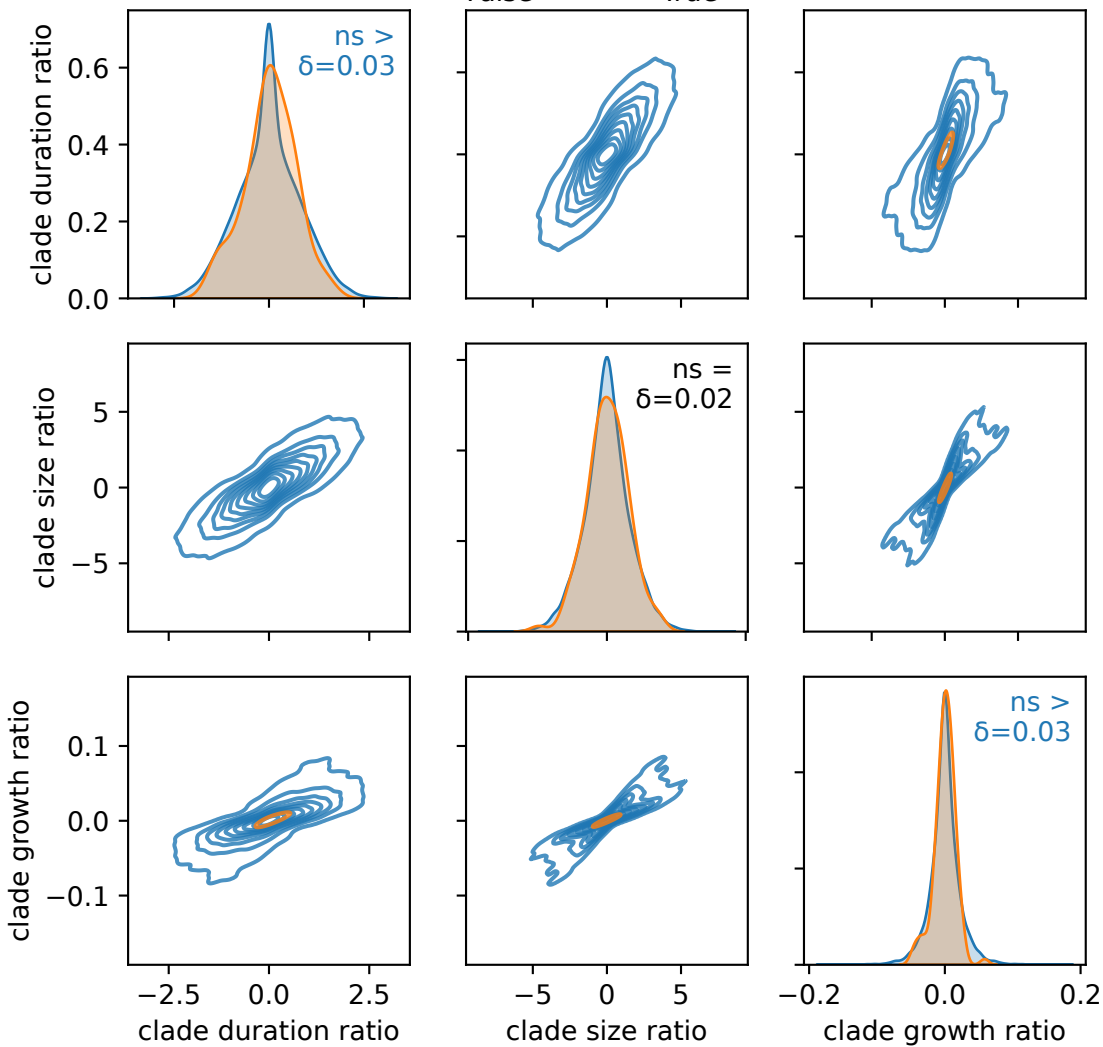 clade duration ratio
0.6
0.4
0.2
0.0
ns >
δ=0.03
clade size ratio
5
0
−5
−5
0
5
ns =
δ=0.02
clade growth ratio
0.1
0.0
−0.1
ns >
δ=0.03
−2.5
0.0
2.5
−5
0
5
−0.2
0.0
0.2
clade duration ratio
clade size ratio
clade growth ratio